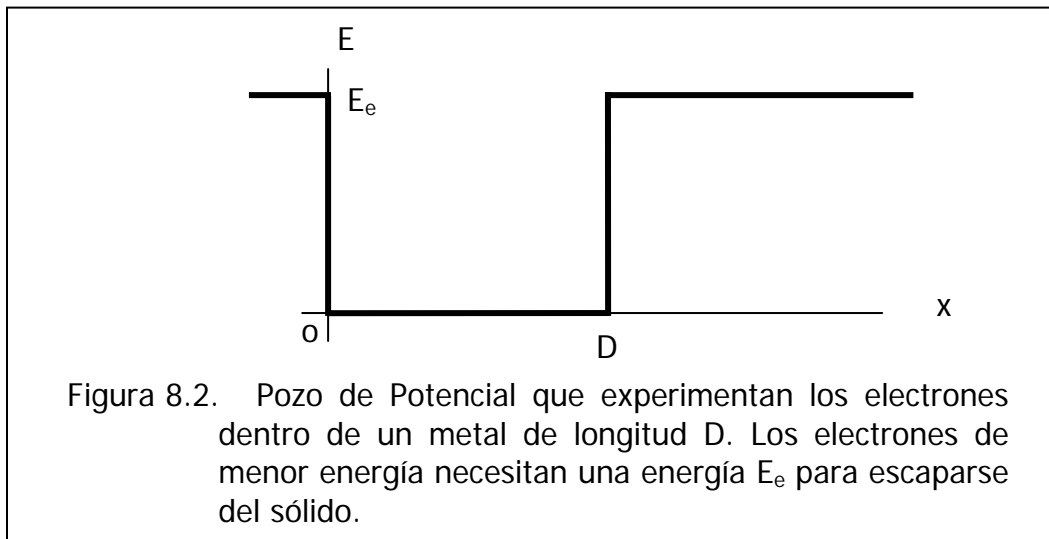 E
Eₑ
x
o
D
Figura 8.2. Pozo de Potencial que experimentan los electrones
dentro de un metal de longitud D. Los electrones de
menor energía necesitan una energía Eₑ para escaparse
del sólido.